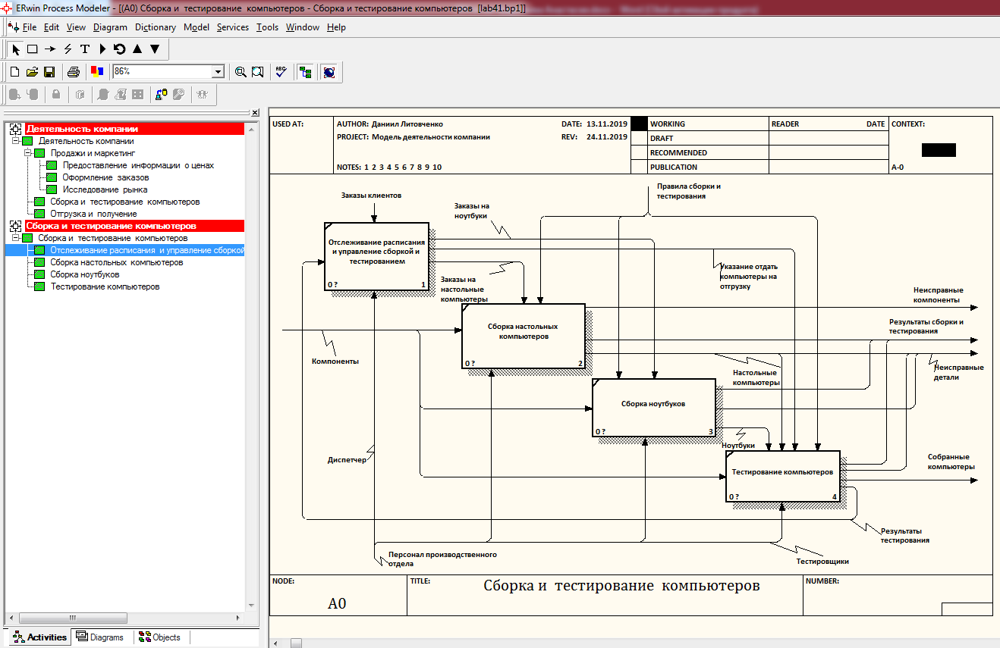 ERwin Process Modeler - [(A0) Сборка и тестирование компьютеров - Сборка и тестирование компьютеров [lab41.bp1]]
File Edit View Diagram Dictionary Model Services Tools Window Help
T
86%
ABC
Деятельность компании
Деятельность компании
Продажи и маркетинг
Предоставление информации о ценах
Оформление заказов
Исследование рынка
Сборка и тестирование компьютеров
Отгрузка и получение
Сборка и тестирование компьютеров
Сборка и тестирование компьютеров
Отслеживание расписания и управление сборкой
Сборка настольных компьютеров
Сборка ноутбуков
Тестирование компьютеров
Activities Diagrams Objects
USED AT:
AUTHOR: Даниил Литовченко
DATE: 13.11.2019
PROJECT: Модель деятельности компании
REV: 24.11.2019
NOTES: 1 2 3 4 5 6 7 8 9 10
WORKING
DRAFT
RECOMMENDED
PUBLICATION
READER DATE
CONTEXT:
A-0
Заказы клиентов
Заказы на
ноутбуки
Правила сборки и
тестирования
Отслеживание расписания
и управление сборкой и
тестированием
0 ? 1
Указание отдать
компьютеры на
отгрузку
Заказы на
настольные
компьютеры
Неисправные
компоненты
Сборка настольных
компьютеров
0 ? 2
Результаты сборки и
тестирования
Компоненты
Настольные
компьютеры
Неисправные
детали
Сборка ноутбуков
0 ? 3
Ноутбуки
Диспетчер
Собранные
компьютеры
Тестирование компьютеров
0 ? 4
Результаты
тестирования
Персонал производственного
отдела
Тестировщики
NODE:
A0
TITLE:
Сборка и тестирование компьютеров
NUMBER: